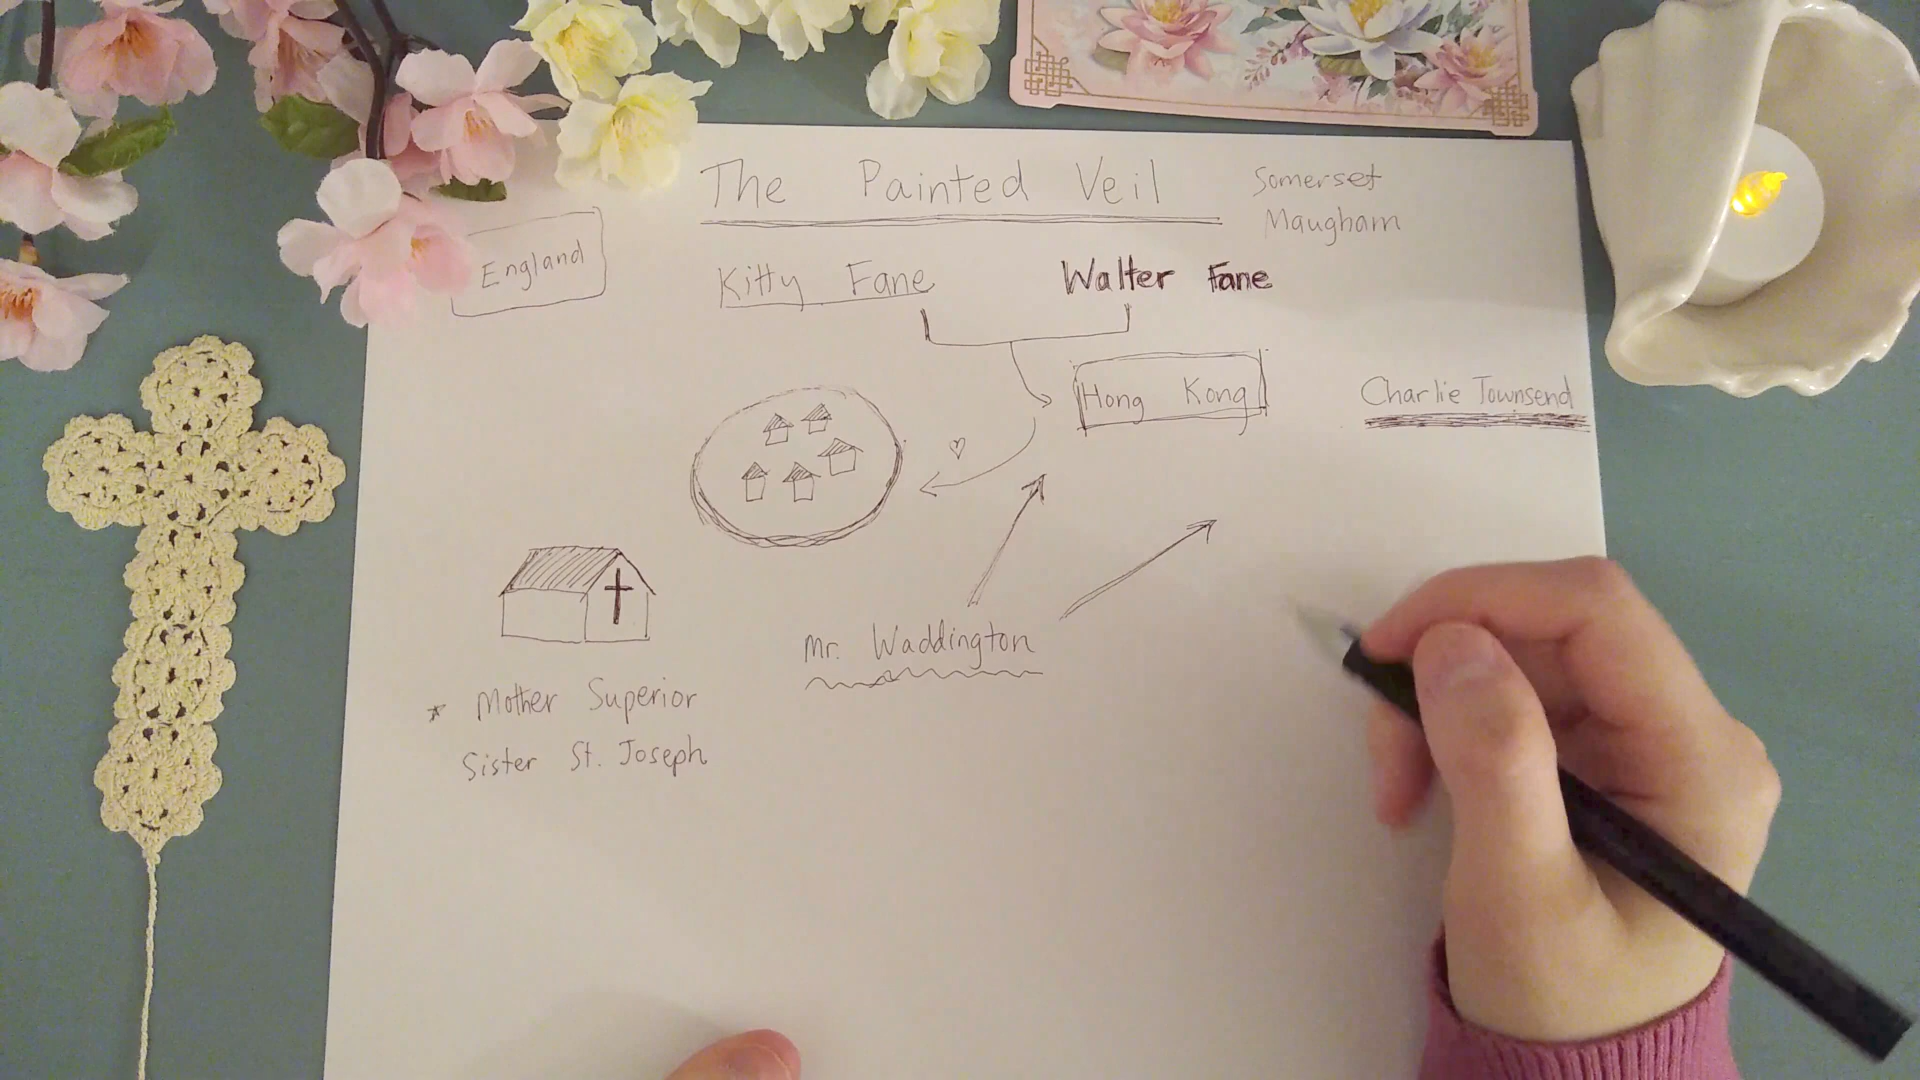 The Painted Veil
Somerset
Maugham
England
Kitty Fane
Walter Fane
Hong Kong
Charlie Townsend
Mr. Waddington
* Mother Superior
Sister St. Joseph